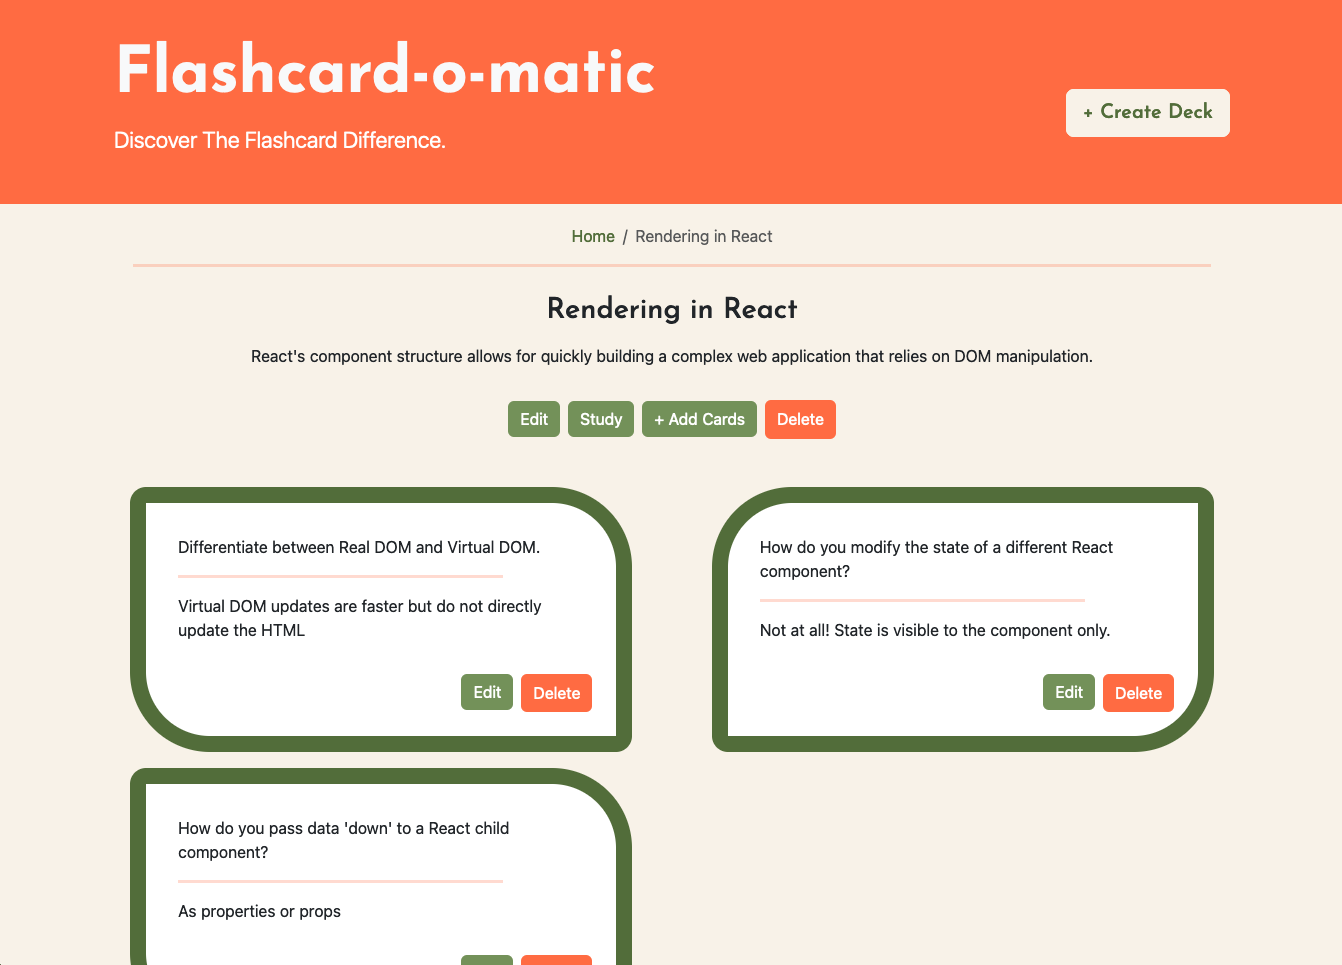 Flashcard-o-matic
Discover The Flashcard Difference.
+ Create Deck
Home / Rendering in React
Rendering in React
React's component structure allows for quickly building a complex web application that relies on DOM manipulation.
Edit Study + Add Cards Delete
Differentiate between Real DOM and Virtual DOM.
Virtual DOM updates are faster but do not directly
update the HTML
Edit Delete
How do you modify the state of a different React
component?
Not at all! State is visible to the component only.
Edit Delete
How do you pass data 'down' to a React child
component?
As properties or props